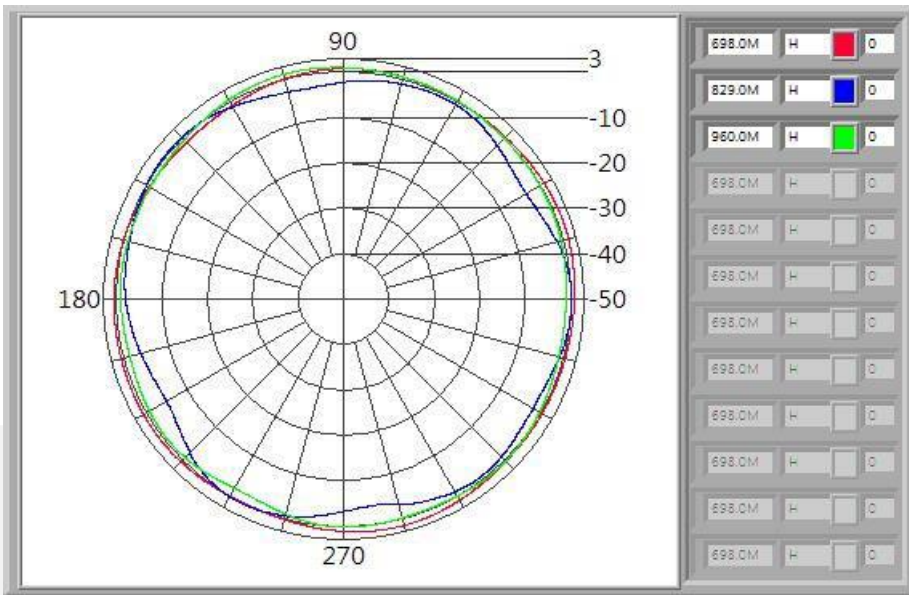 90
3
-10
-20
-30
-40
-50
180
270
698.0M H 0
829.0M H 0
960.0M H 0
698.0M H 0
698.0M H 0
698.0M H 0
698.0M H 0
698.0M H 0
698.0M H 0
698.0M H 0
698.0M H 0
698.0M H 0